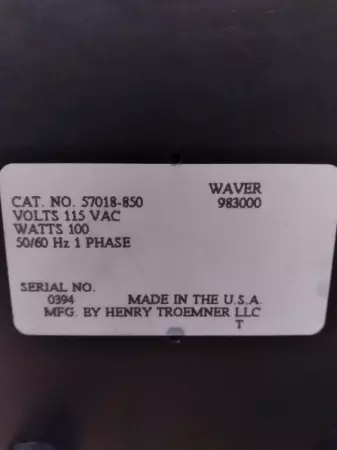 WAVER
CAT. NO. 57018-850 983000
VOLTS 115 VAC
WATTS 100
50/60 Hz 1 PHASE
SERIAL NO.
0394 MADE IN THE U.S.A.
MFG. BY HENRY TROEMNER LLC
T